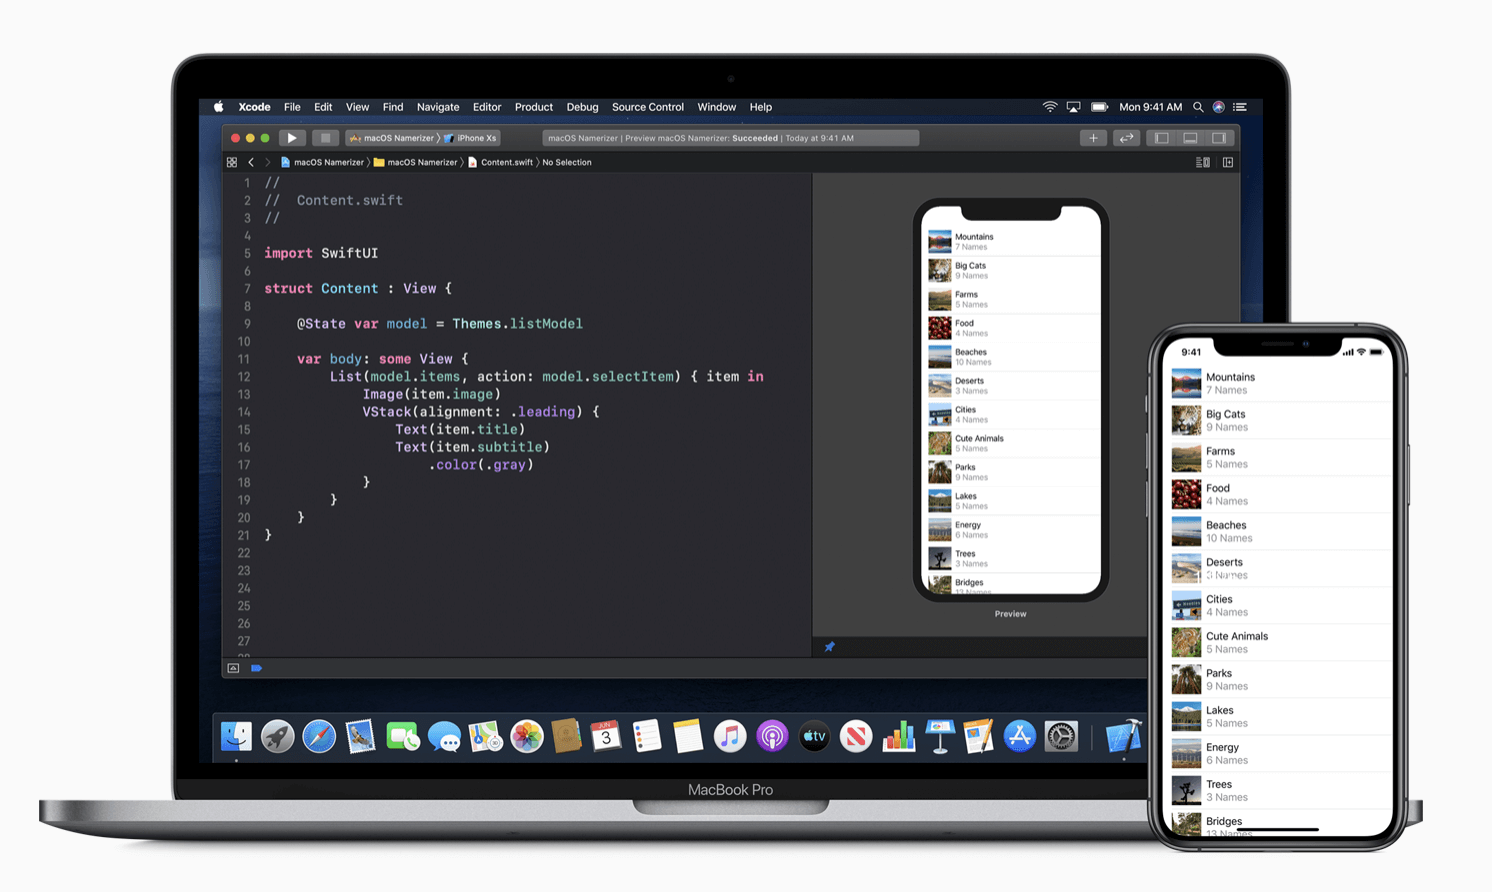 Xcode File Edit View Find Navigate Editor Product Debug Source Control Window Help Mon 9:41 AM
macOS Namerizer 〉 iPhone Xs
macOS Namerizer | Preview macOS Namerizer: Succeeded | Today at 9:41 AM
macOS Namerizer 〉 macOS Namerizer 〉 Content.swift 〉 No Selection
1 //
2 // Content.swift
3 //
4
5 import SwiftUI
6
7 struct Content : View {
8
9 @State var model = Themes.listModel
10
11 var body: some View {
12 List(model.items, action: model.selectItem) { item in
13 Image(item.image)
14 VStack(alignment: .leading) {
15 Text(item.title)
16 Text(item.subtitle)
17 .color(.gray)
18 }
19 }
20 }
21 }
22
23
24
25
26
27
28
Mountains
7 Names
Big Cats
9 Names
Farms
5 Names
Food
4 Names
Beaches
10 Names
Deserts
3 Names
Cities
4 Names
Cute Animals
5 Names
Parks
9 Names
Lakes
5 Names
Energy
6 Names
Trees
3 Names
Bridges
13 Names
Preview
JUN
3
tv
MacBook Pro
9:41
Mountains
7 Names
Big Cats
9 Names
Farms
5 Names
Food
4 Names
Beaches
10 Names
Deserts
3 Names
Cities
4 Names
Cute Animals
5 Names
Parks
9 Names
Lakes
5 Names
Energy
6 Names
Trees
3 Names
Bridges
13 Names